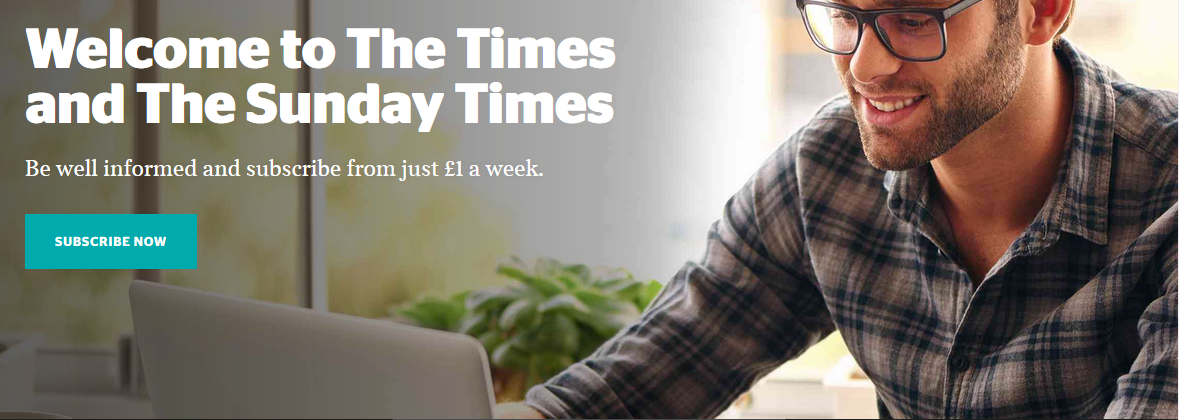 Welcome to The Times
and The Sunday Times
Be well informed and subscribe from just £1 a week.
SUBSCRIBE NOW